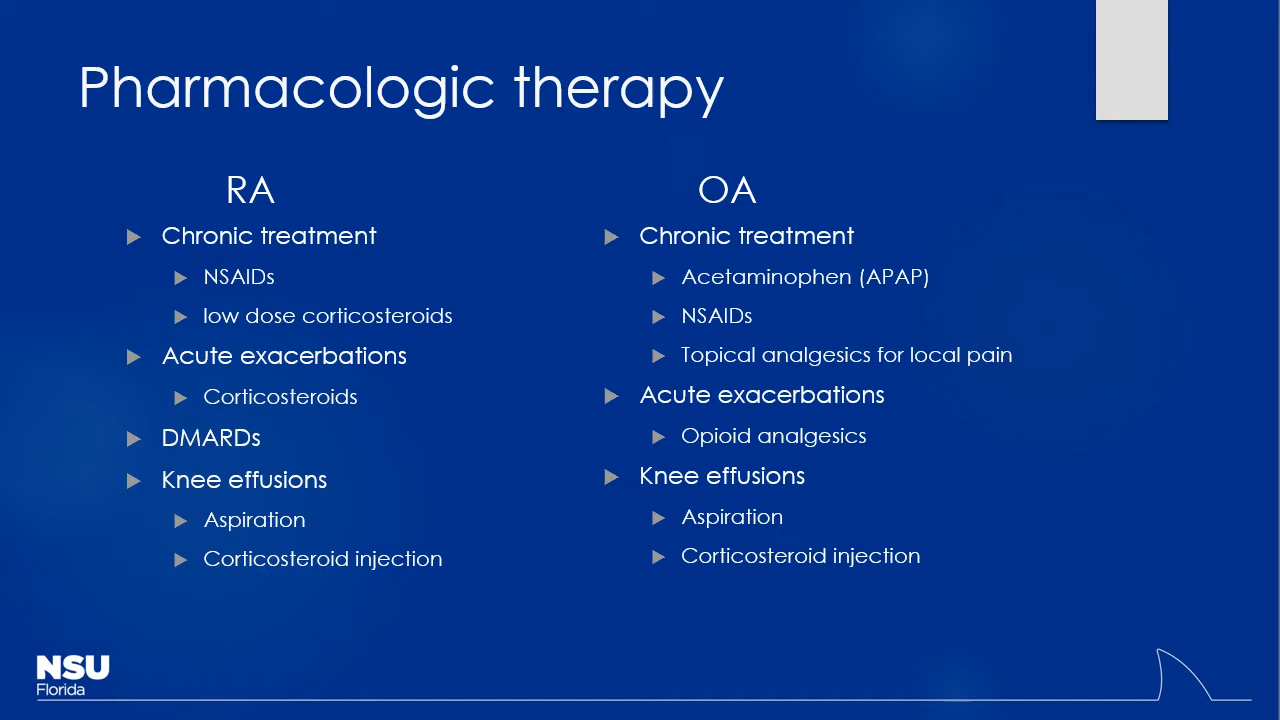 Pharmacologic therapy
RA
Chronic treatment
NSAIDs
low dose corticosteroids
Acute exacerbations
Corticosteroids
DMARDs
Knee effusions
Aspiration
Corticosteroid injection
OA
Chronic treatment
Acetaminophen (APAP)
NSAIDs
Topical analgesics for local pain
Acute exacerbations
Opioid analgesics
Knee effusions
Aspiration
Corticosteroid injection
NSU
Florida